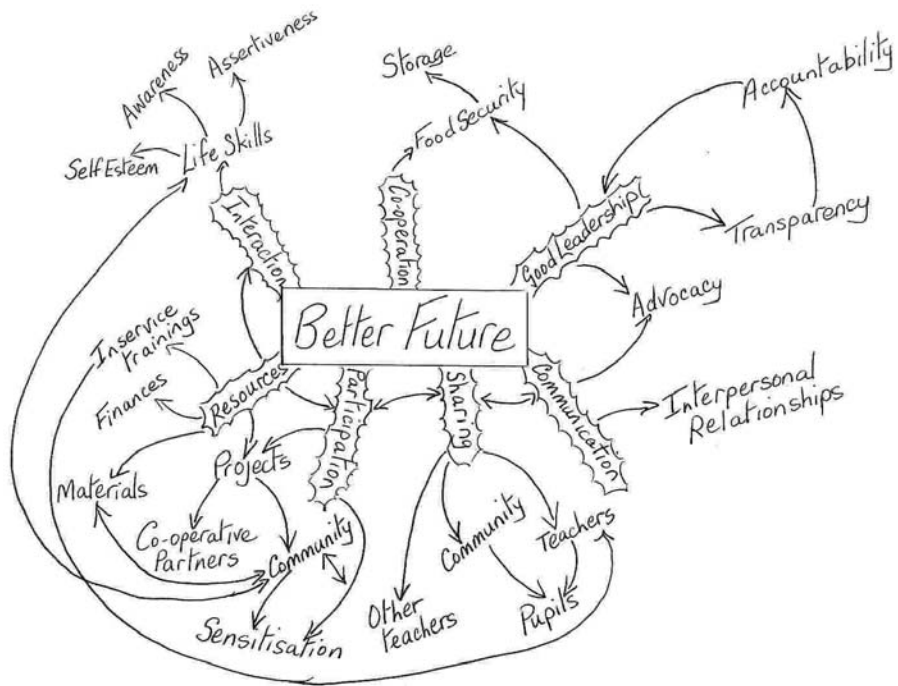 Assertiveness
Awareness
Self Esteem
Life Skills
Interaction
Storage
Food Security
Co-operation
Accountability
Transparency
Good Leadership
Advocacy
Better Future
Inservice
trainings
Finances
Resources
Materials
Projects
Co-operative
Partners
Participation
Community
Sensitisation
Sharing
Other
teachers
Community
Teachers
Pupils
Communication
Interpersonal
Relationships